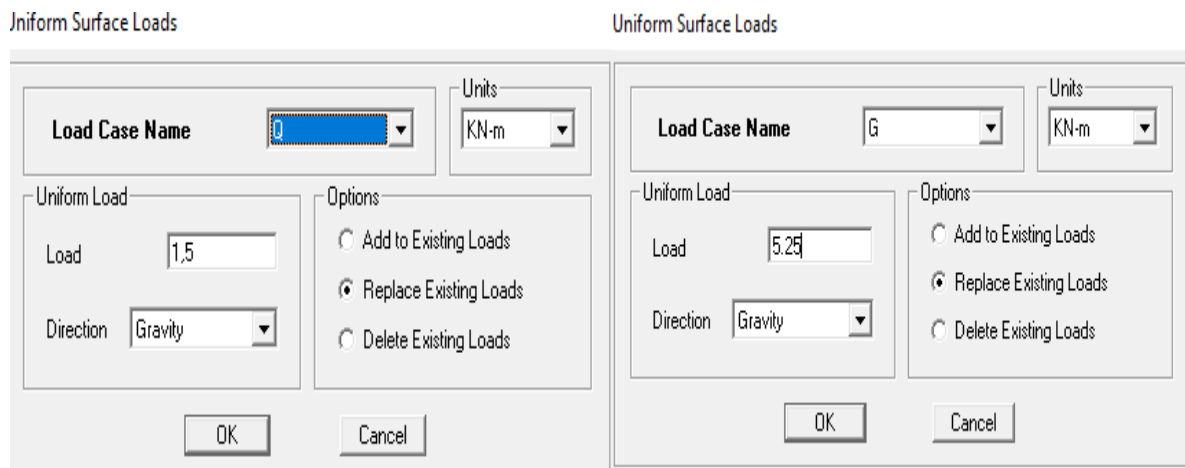 Uniform Surface Loads
Units
Load Case Name
Q
KN-m
Uniform Load
Options
Load
1,5
Add to Existing Loads
Replace Existing Loads
Direction
Gravity
Delete Existing Loads
OK
Cancel
Uniform Surface Loads
Units
Load Case Name
G
KN-m
Uniform Load
Options
Load
5.25
Add to Existing Loads
Replace Existing Loads
Direction
Gravity
Delete Existing Loads
OK
Cancel